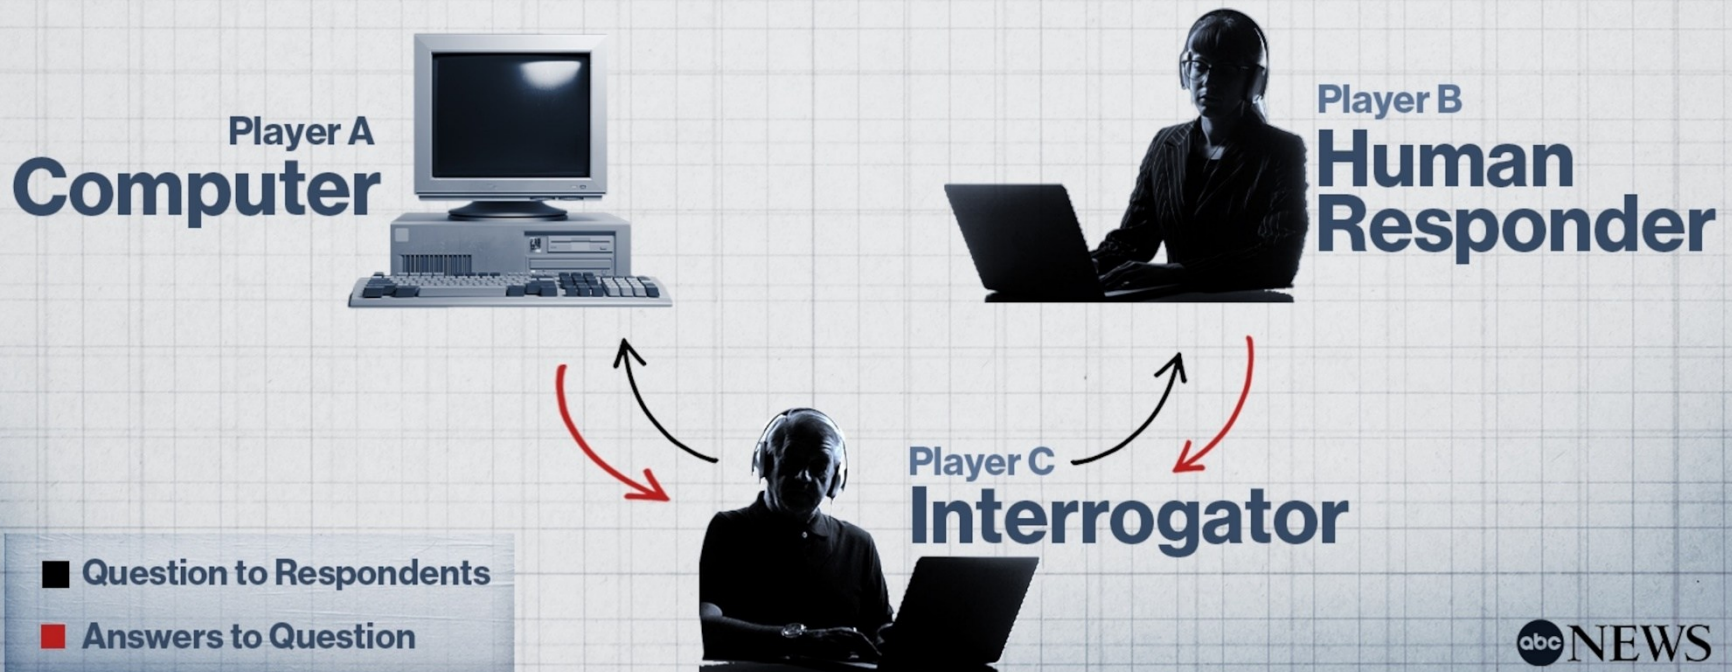 Player A
Computer
Player B
Human
Responder
Player C
Interrogator
Question to Respondents
Answers to Question
abc NEWS